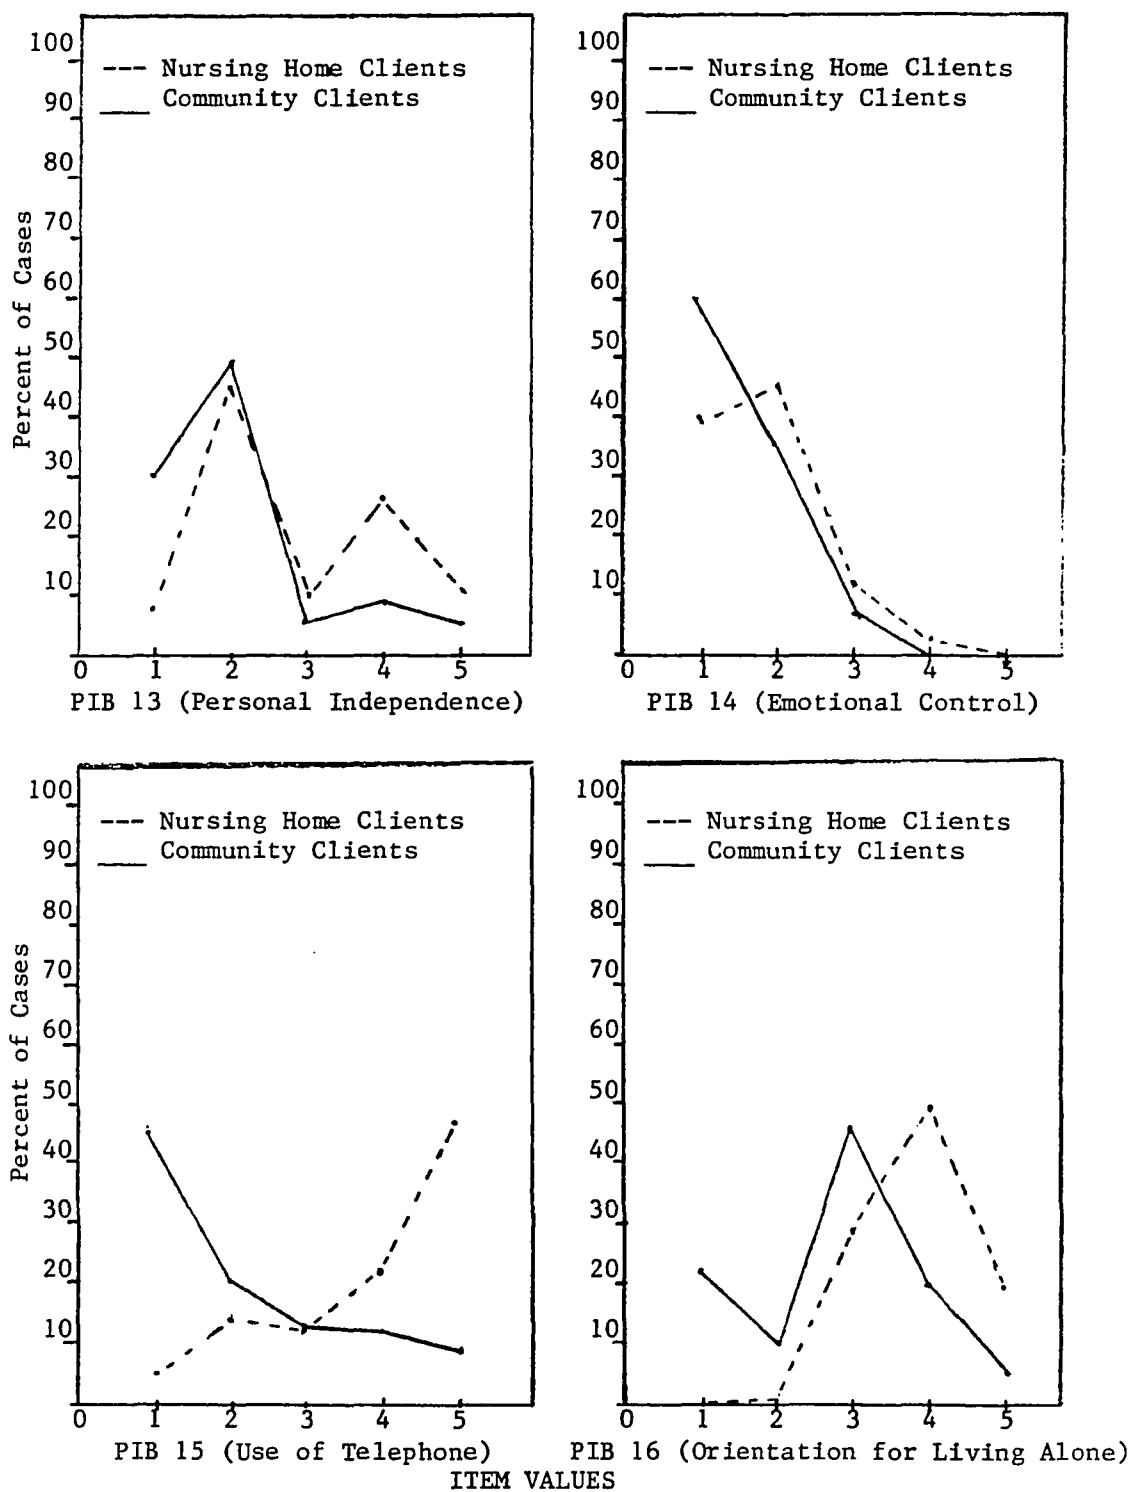 100
90
80
70
60
50
40
30
20
10
Percent of Cases
--- Nursing Home Clients
Community Clients
0 1 2 3 4 5
PIB 13 (Personal Independence)
100
90
80
70
60
50
40
30
20
10
--- Nursing Home Clients
Community Clients
0 1 2 3 4 5
PIB 14 (Emotional Control)
100
90
80
70
60
50
40
30
20
10
Percent of Cases
--- Nursing Home Clients
Community Clients
0 1 2 3 4 5
PIB 15 (Use of Telephone)
100
90
80
70
60
50
40
30
20
10
--- Nursing Home Clients
Community Clients
0 1 2 3 4 5
PIB 16 (Orientation for Living Alone)
ITEM VALUES